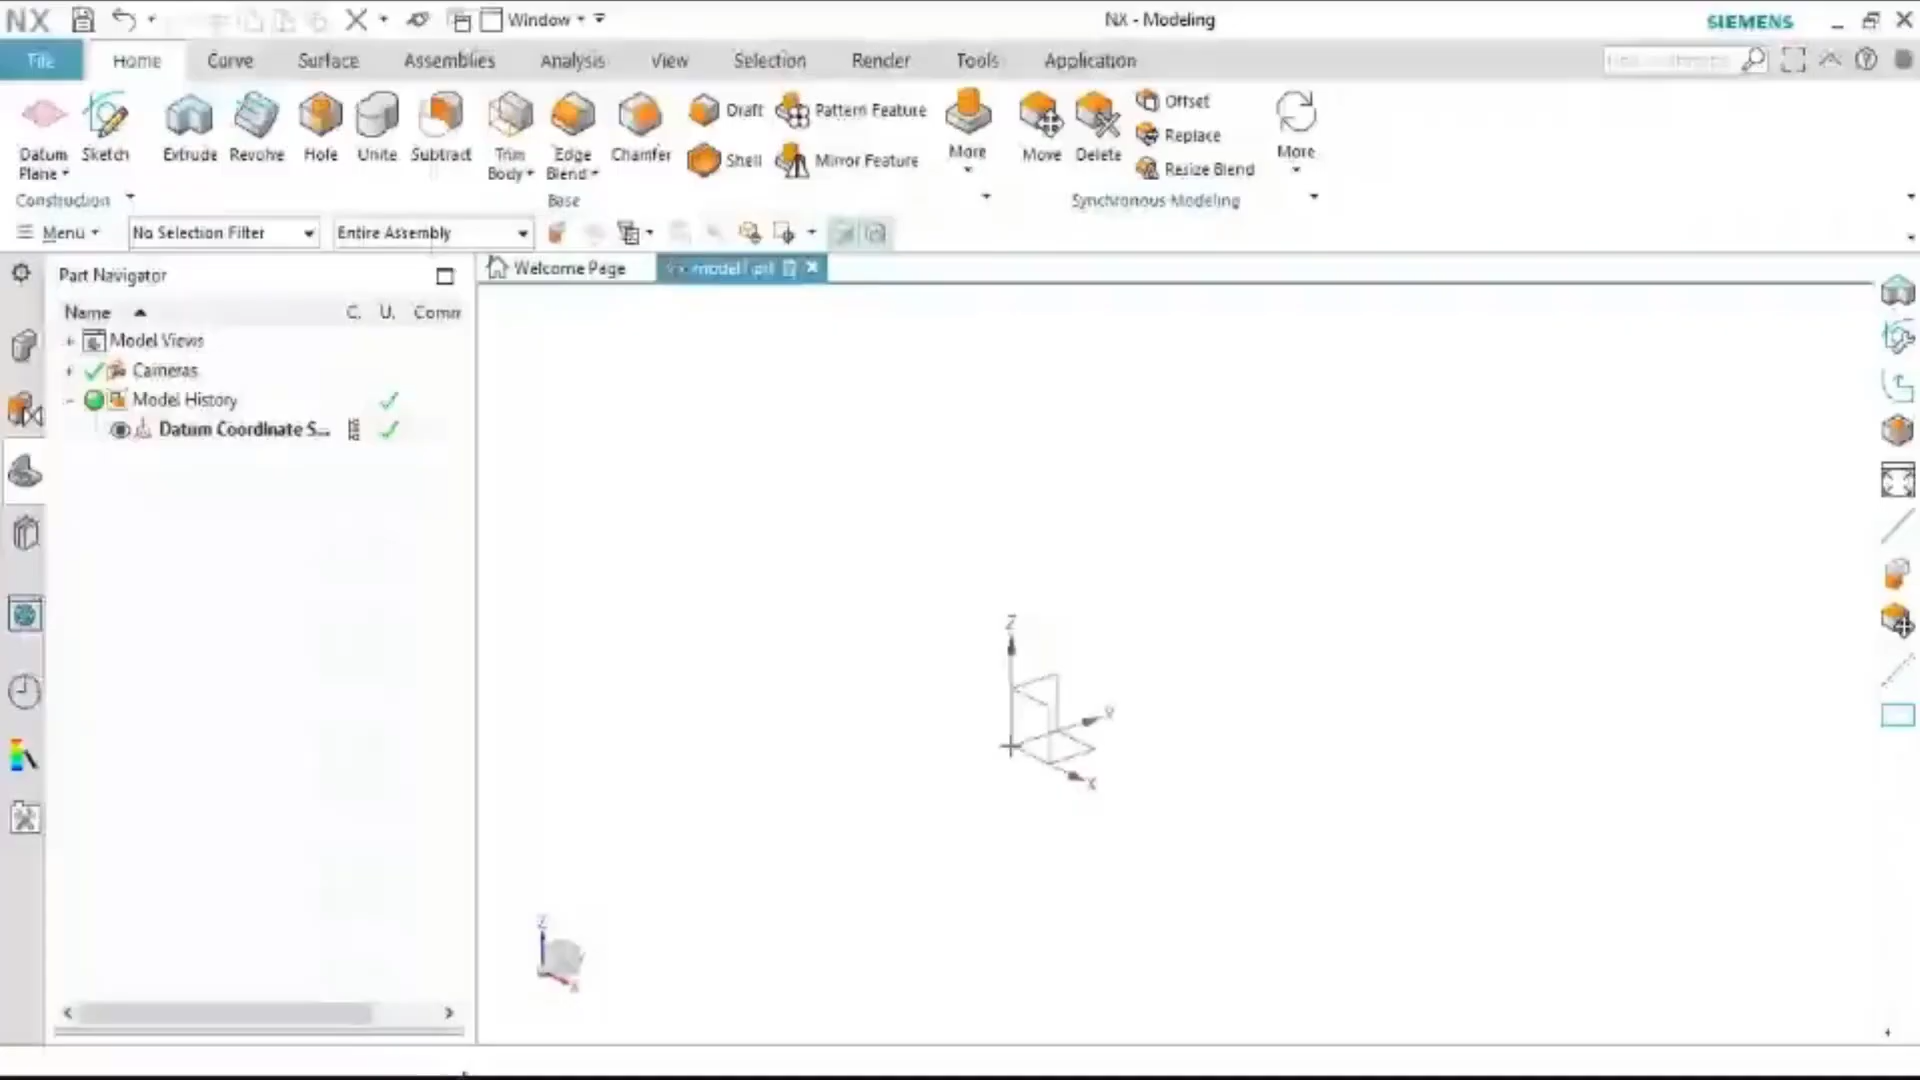 NX Window NX - Modeling SIEMENS
File Home Curve Surface Assemblies Analysis View Selection Render Tools Application
Datum Plane Sketch Extrude Revolve Hole Unite Subtract Trim Body Edge Blend Chamfer Draft Pattern Feature Shell Mirror Feature More Move Delete Offset Replace Resize Blend More
Construction Base Synchronous Modeling
Menu No Selection Filter Entire Assembly
Part Navigator Welcome Page
Name C. U. Comm
Model Views
Cameras
Model History
Datum Coordinate S...
Z
Y
X
Z
X